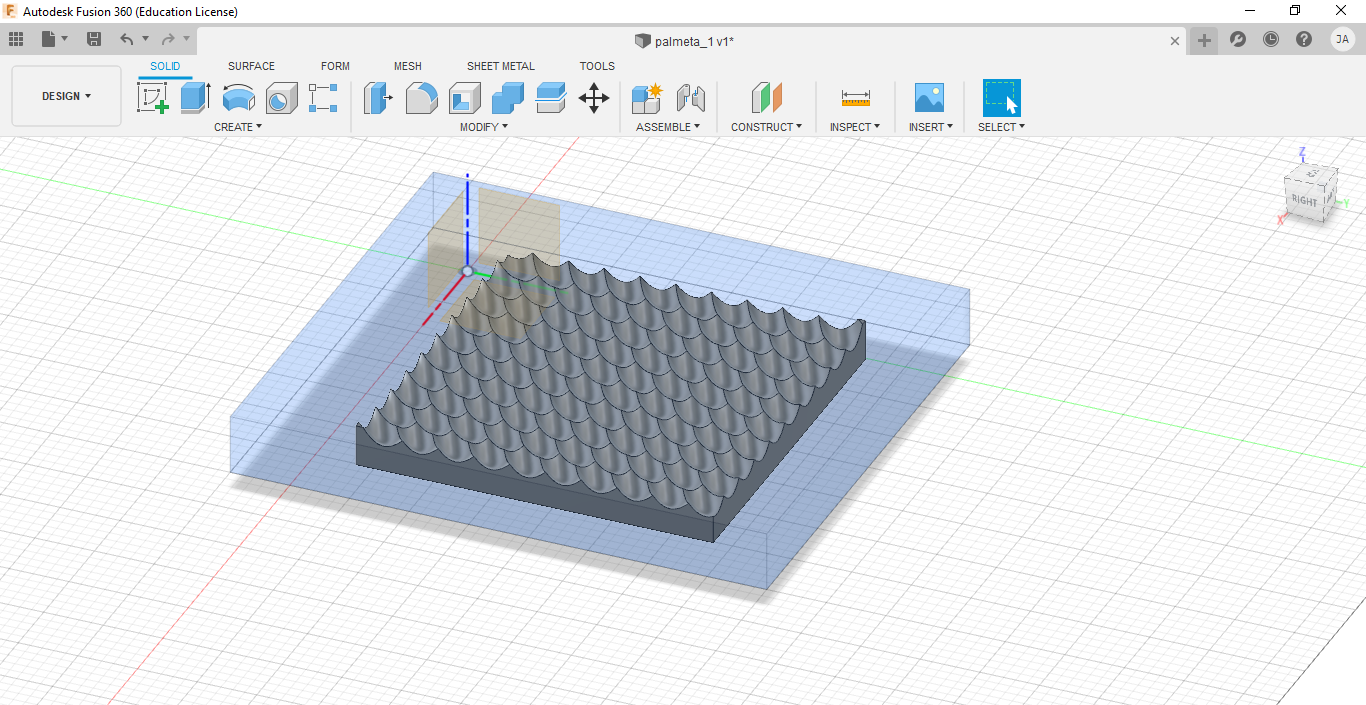 Autodesk Fusion 360 (Education License)
palmeta_1 v1*
JA
DESIGN
SOLID
SURFACE
FORM
MESH
SHEET METAL
TOOLS
CREATE
MODIFY
ASSEMBLE
CONSTRUCT
INSPECT
INSERT
SELECT
Z
RIGHT
Y
X